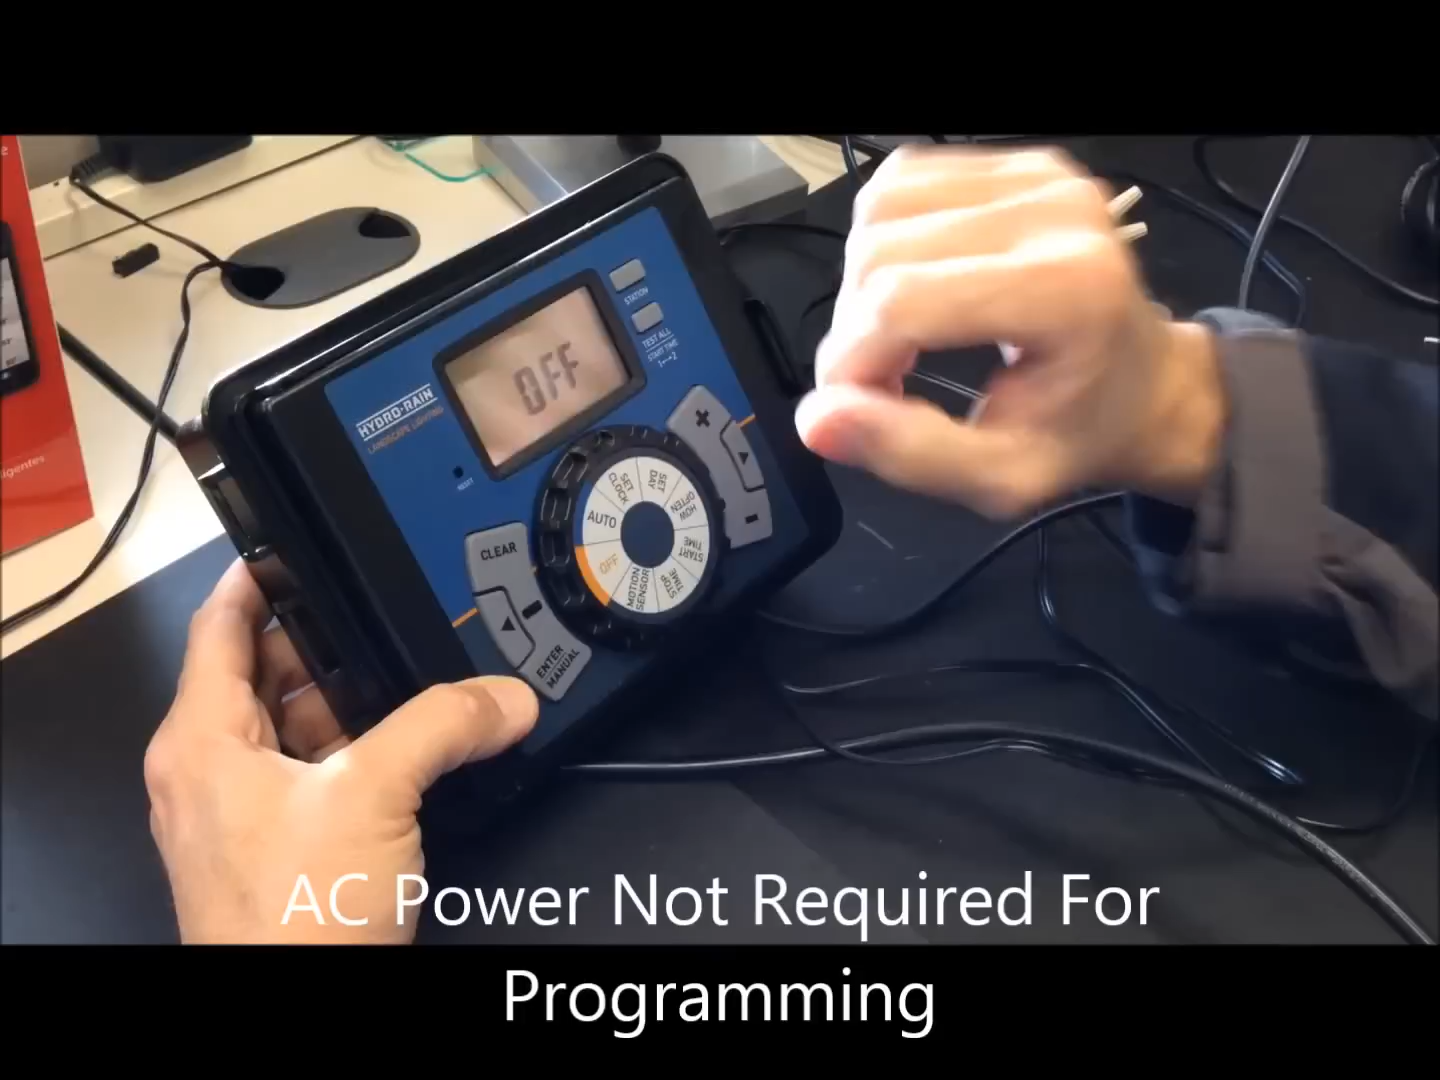 HYDRO-RAIN
LANDSCAPE LIGHTING
OFF
STATION
TEST ALL
START TIME
1↔2
RESET
+
-
CLEAR
-
ENTER
MANUAL
SET
CLOCK
SET
DAY
HOW
OFTEN
START
TIME
STOP
TIME
MOTION
SENSOR
OFF
AUTO
ligentes
AC Power Not Required For
Programming